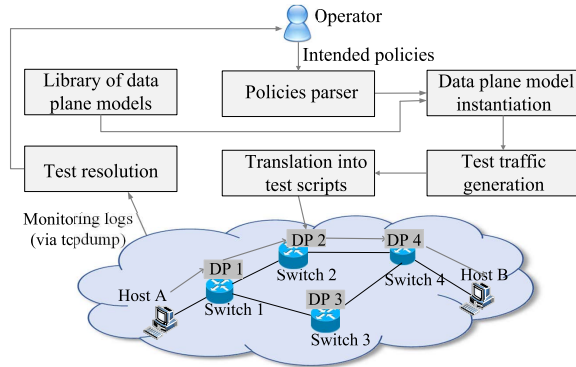 Operator
Intended policies
Library of data
plane models
Policies parser
Data plane model
instantiation
Test resolution
Translation into
test scripts
Test traffic
generation
Monitoring logs
(via tcpdump)
DP 1
DP 2
DP 4
Switch 2
Host A
Switch 1
DP 3
Switch 4
Host B
Switch 3